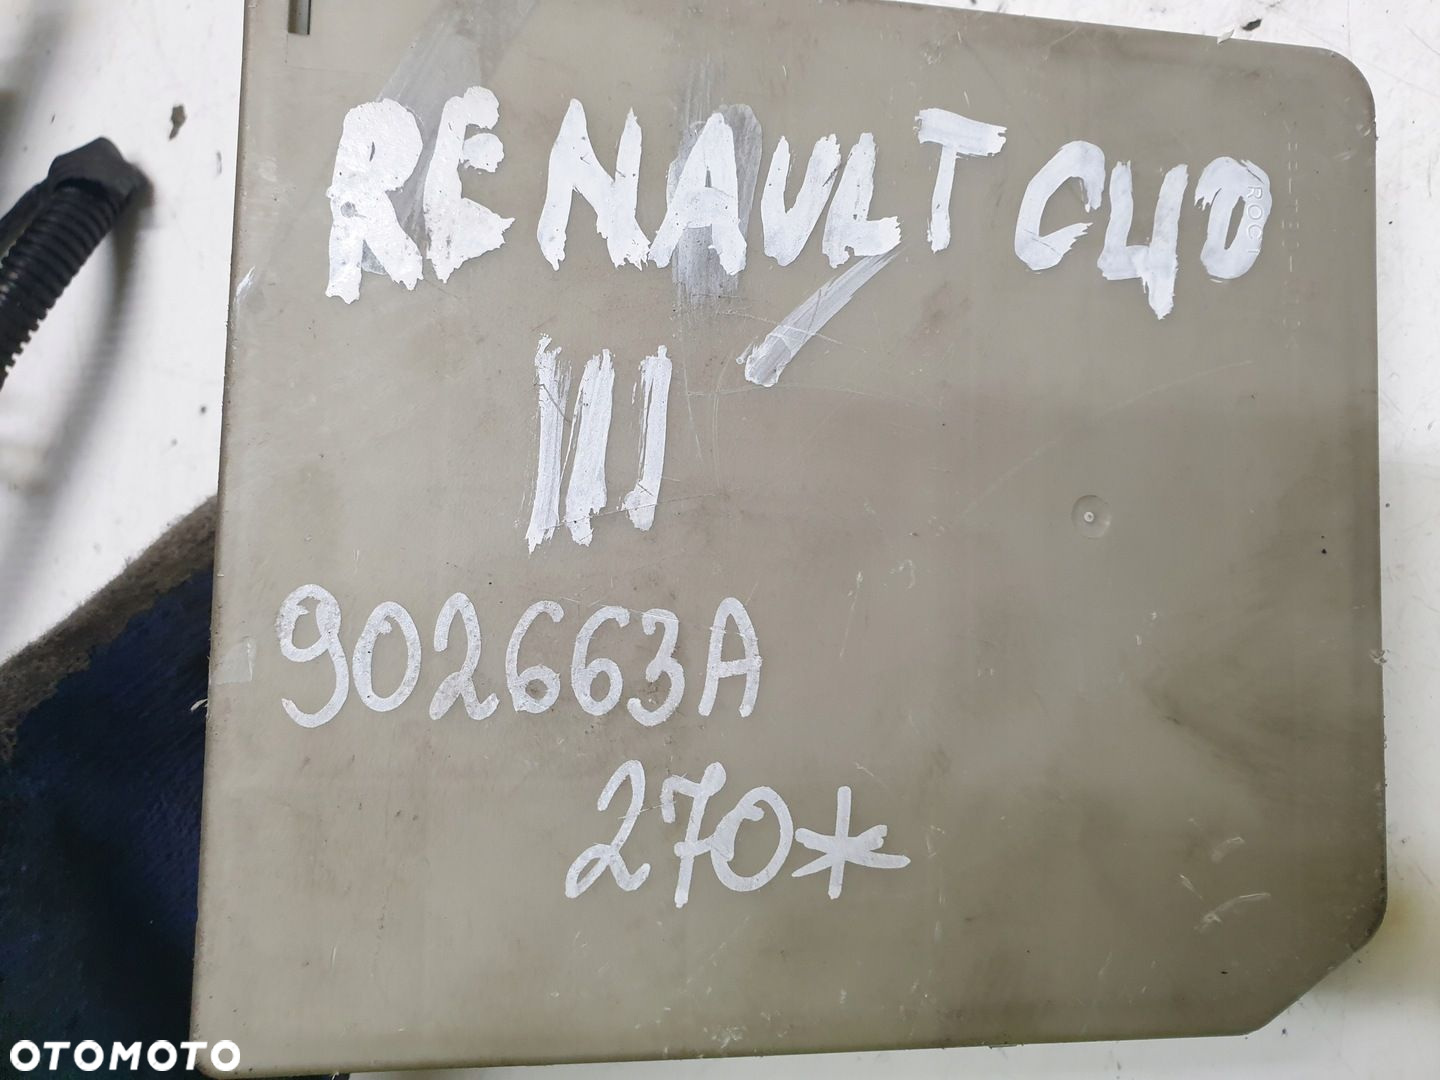 RENAULT CLIO
III
902663A
270*
OTOMOTO